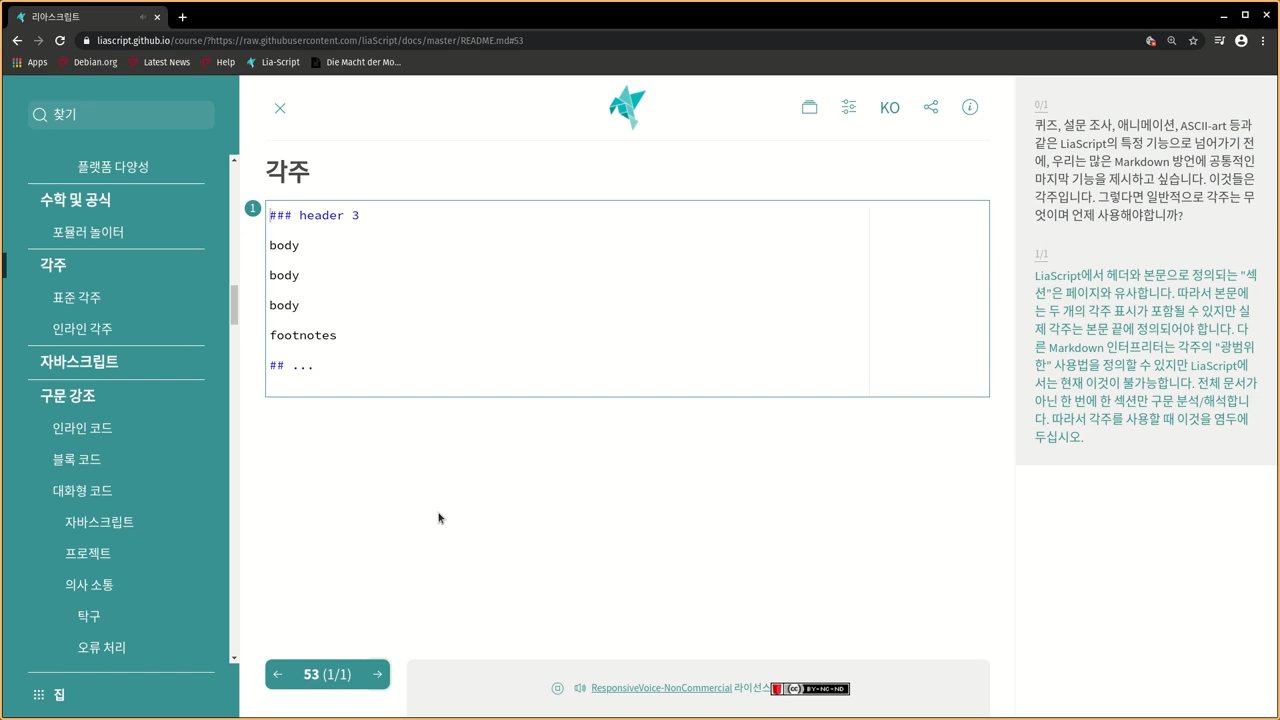 리아스크립트
liascript.github.io/course/?https://raw.githubusercontent.com/liaScript/docs/master/README.md#53
Apps Debian.org Latest News Help Lia-Script Die Macht der Mo...
찾기
플랫폼 다양성
수학 및 공식
포뮬러 놀이터
각주
표준 각주
인라인 각주
자바스크립트
구문 강조
인라인 코드
블록 코드
대화형 코드
자바스크립트
프로젝트
의사 소통
탁구
오류 처리
집
KO
각주
1
### header 3
body
body
body
footnotes
## ...
53 (1/1)
ResponsiveVoice-NonCommercial 라이선스
cc BY-NC-ND
0/1
퀴즈, 설문 조사, 애니메이션, ASCII-art 등과
같은 LiaScript의 특정 기능으로 넘어가기 전
에, 우리는 많은 Markdown 방언에 공통적인
마지막 기능을 제시하고 싶습니다. 이것들은
각주입니다. 그렇다면 일반적으로 각주는 무
엇이며 언제 사용해야합니까?
1/1
LiaScript에서 헤더와 본문으로 정의되는 "섹
션"은 페이지와 유사합니다. 따라서 본문에
는 두 개의 각주 표시가 포함될 수 있지만 실
제 각주는 본문 끝에 정의되어야 합니다. 다
른 Markdown 인터프리터는 각주의 "광범위
한" 사용법을 정의할 수 있지만 LiaScript에
서는 현재 이것이 불가능합니다. 전체 문서가
아닌 한 번에 한 섹션만 구문 분석/해석합니
다. 따라서 각주를 사용할 때 이것을 염두에
두십시오.